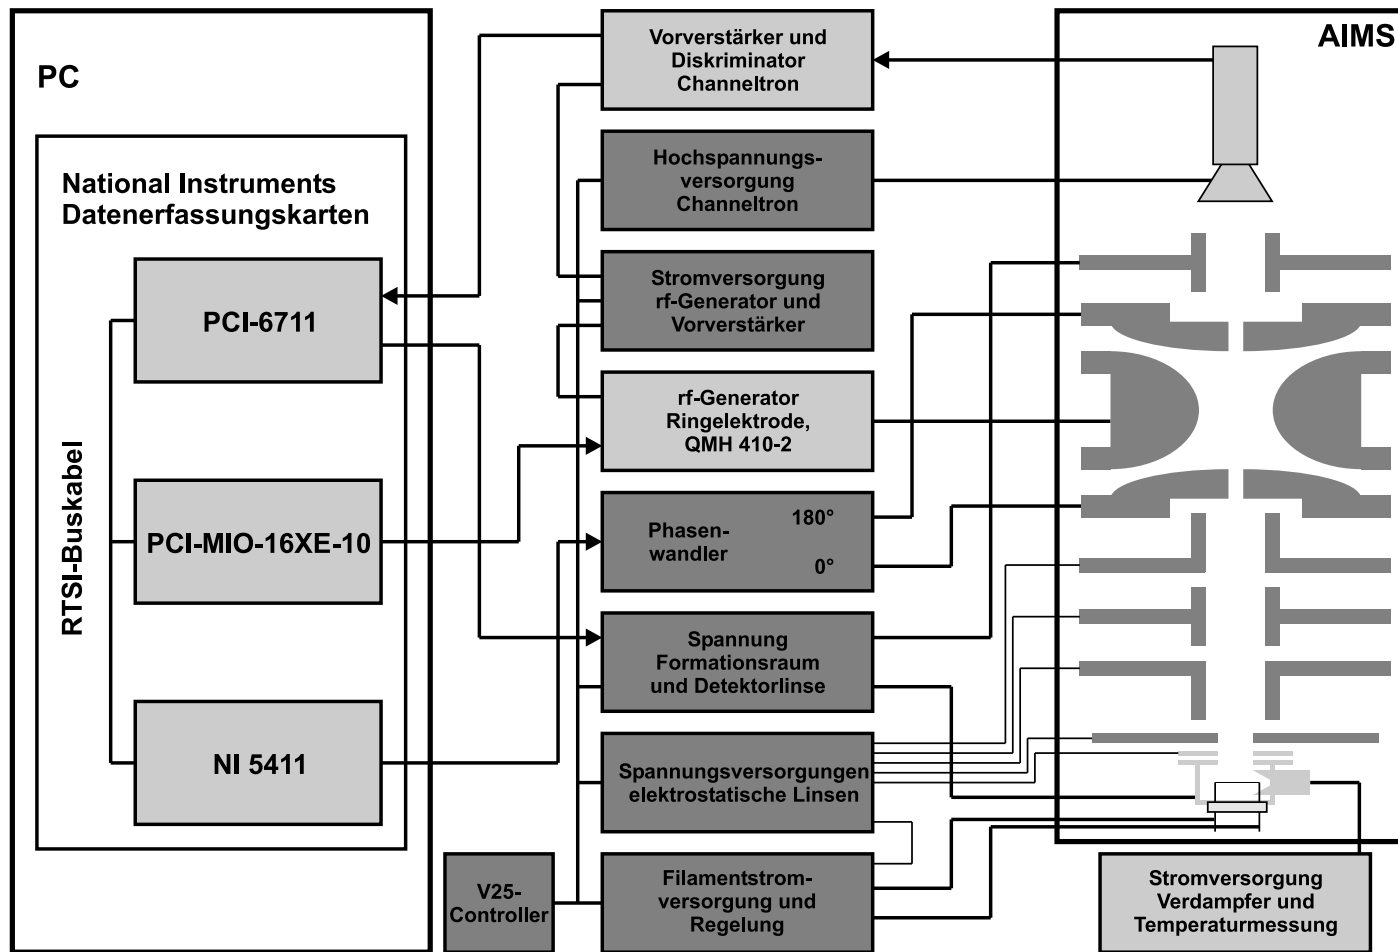 PC
National Instruments
Datenerfassungskarten
PCI-6711
PCI-MIO-16XE-10
NI 5411
RTSI-Buskabel
V25-
Controller
Vorverstärker und
Diskriminator
Channeltron
Hochspannungs-
versorgung
Channeltron
Stromversorgung
rf-Generator und
Vorverstärker
rf-Generator
Ringelektrode,
QMH 410-2
Phasen-
wandler
180°
0°
Spannung
Formationsraum
und Detektorlinse
Spannungsversorgungen
elektrostatische Linsen
Filamentstrom-
versorgung und
Regelung
AIMS
Stromversorgung
Verdampfer und
Temperaturmessung